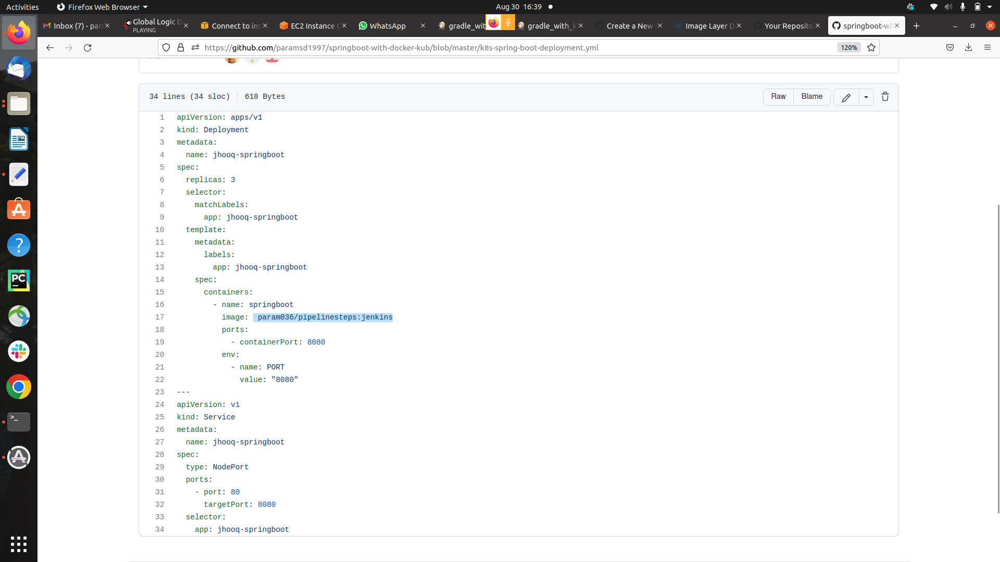 Activities
Firefox Web Browser
Aug 30 16:39
Inbox (7) - par
Global Logic D
PLAYING
Connect to ins
EC2 Instance C
WhatsApp
gradle_wit
gradle_with_k
Create a New
Image Layer D
Your Reposito
springboot-wi
https://github.com/paramsd1997/springboot-with-docker-kub/blob/master/k8s-spring-boot-deployment.yml
120%
34 lines (34 sloc)
618 Bytes
Raw
Blame
1 apiVersion: apps/v1
2 kind: Deployment
3 metadata:
4 name: jhooq-springboot
5 spec:
6 replicas: 3
7 selector:
8 matchLabels:
9 app: jhooq-springboot
10 template:
11 metadata:
12 labels:
13 app: jhooq-springboot
14 spec:
15 containers:
16 - name: springboot
17 image:  param036/pipelinesteps:jenkins
18 ports:
19 - containerPort: 8080
20 env:
21 - name: PORT
22 value: "8080"
23 ---
24 apiVersion: v1
25 kind: Service
26 metadata:
27 name: jhooq-springboot
28 spec:
29 type: NodePort
30 ports:
31 - port: 80
32 targetPort: 8080
33 selector:
34 app: jhooq-springboot
PC
>_